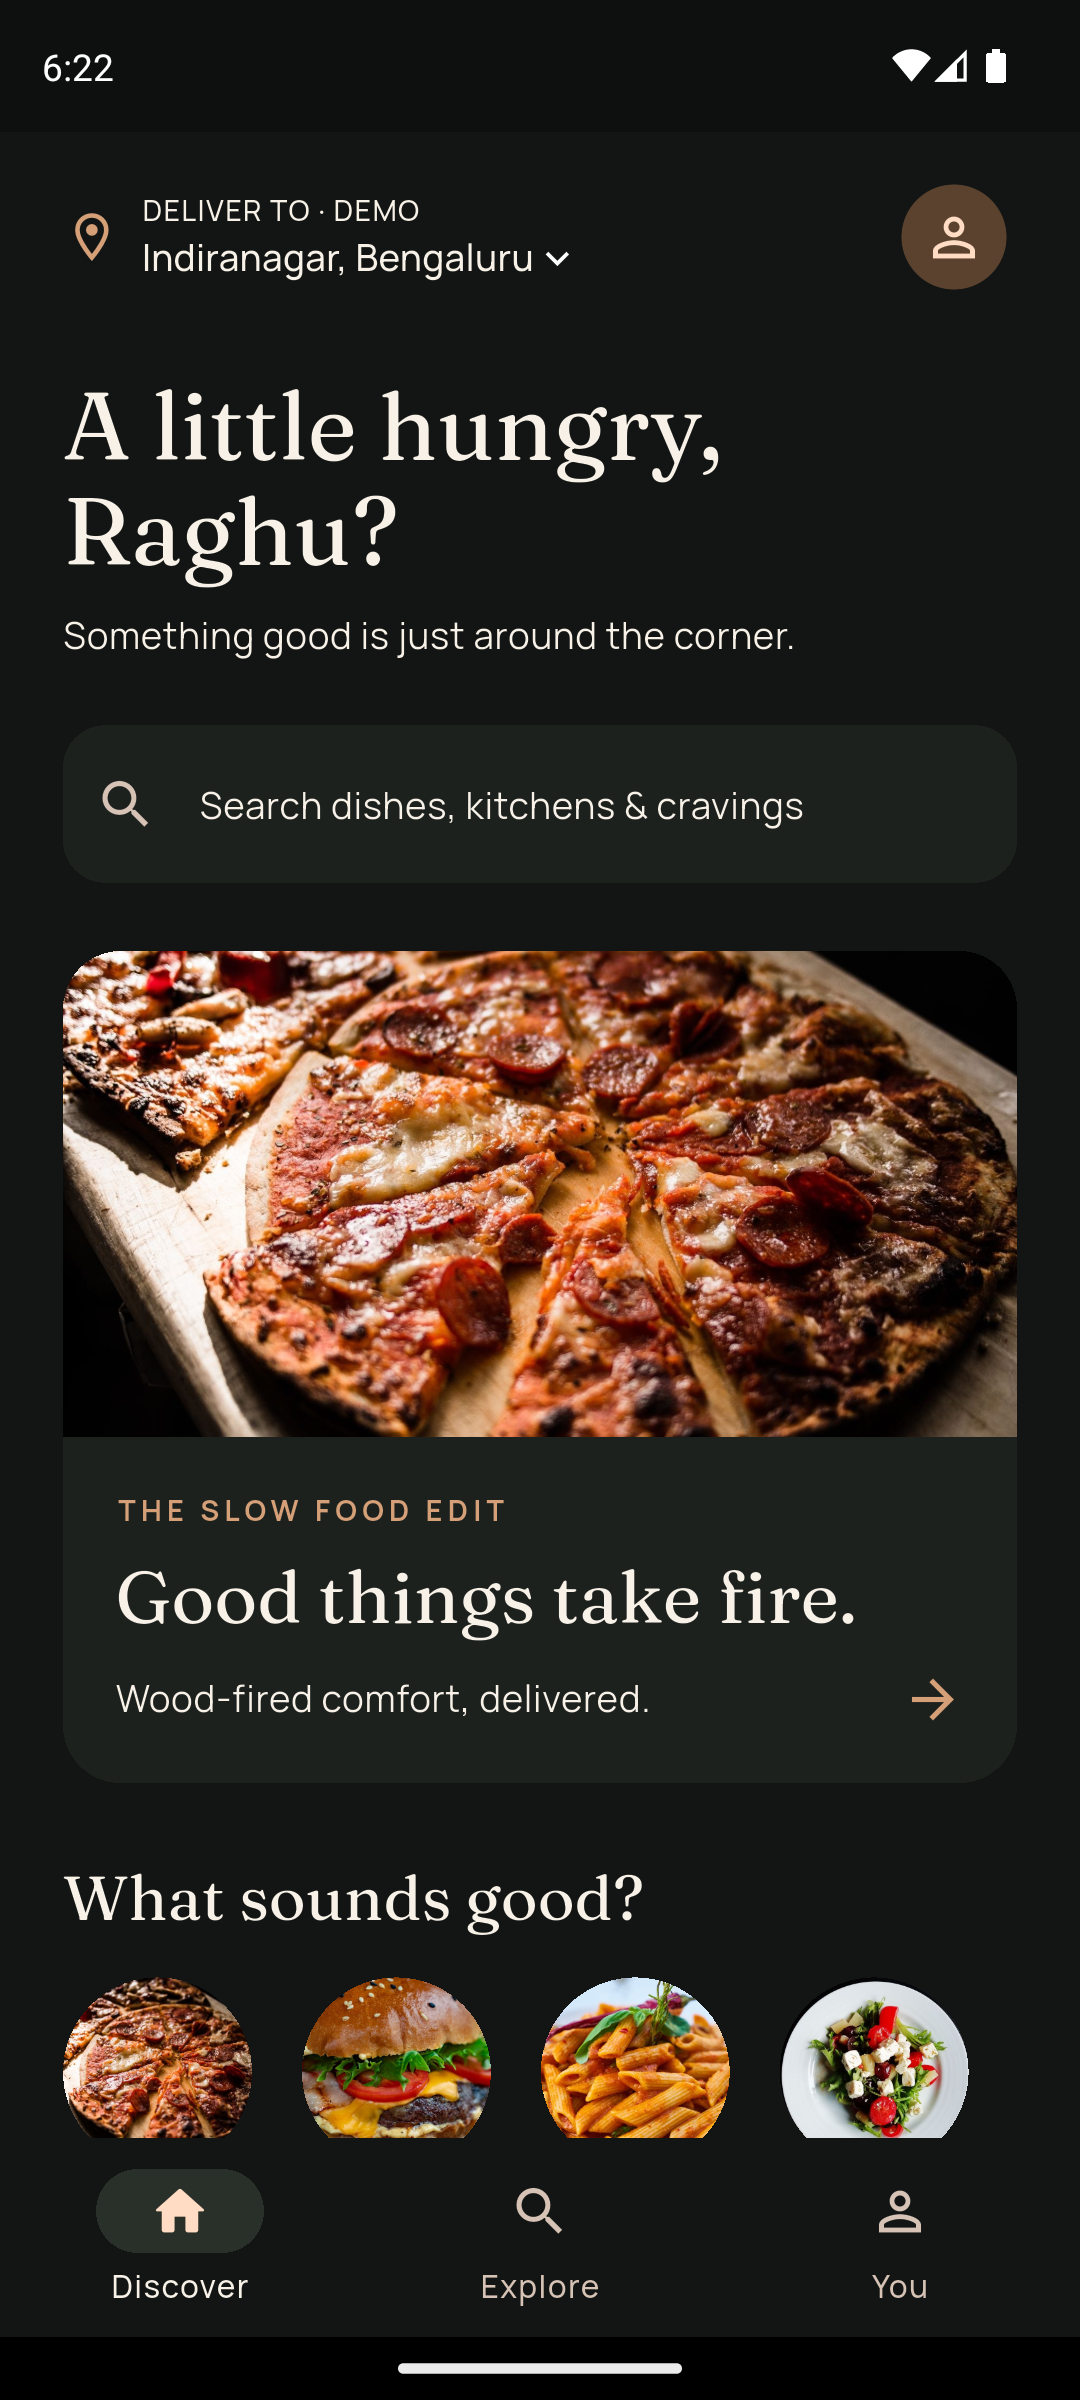 6:22
DELIVER TO · DEMO
Indiranagar, Bengaluru
A little hungry,
Raghu?
Something good is just around the corner.
Search dishes, kitchens & cravings
THE SLOW FOOD EDIT
Good things take fire.
Wood-fired comfort, delivered.
What sounds good?
Discover
Explore
You